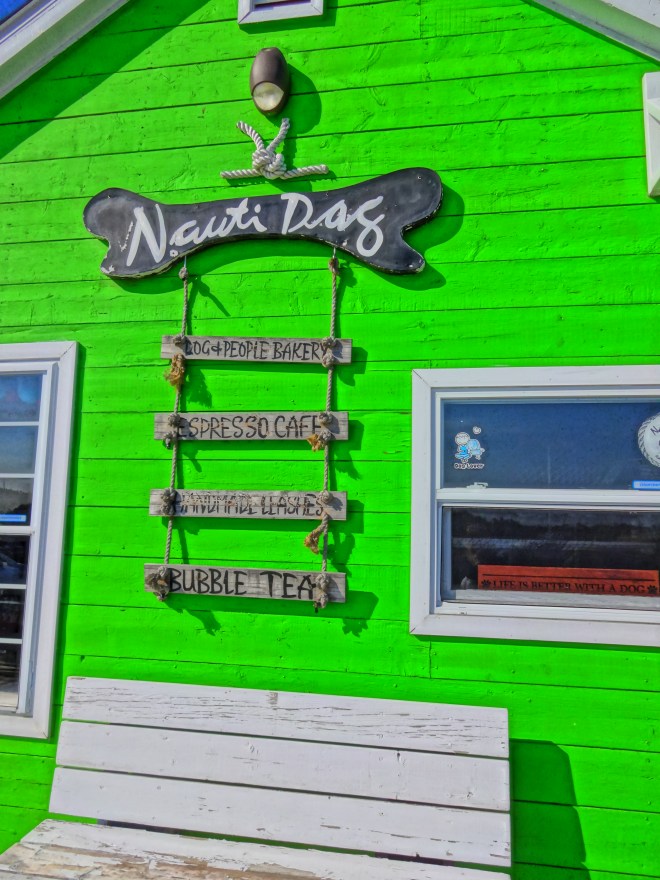 Nauti Dog
DOG & PEOPLE BAKERY
ESPRESSO CAFE
HANDMADE LEASHES
BUBBLE TEA
Dog Lover
LIFE IS BETTER WITH A DOG